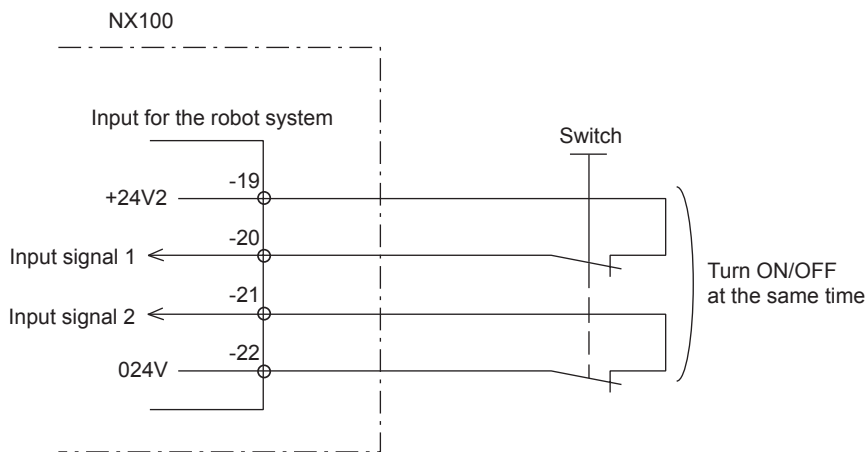 NX100
Input for the robot system
Switch
-19
+24V2
-20
Input signal 1
Turn ON/OFF
at the same time
-21
Input signal 2
-22
024V